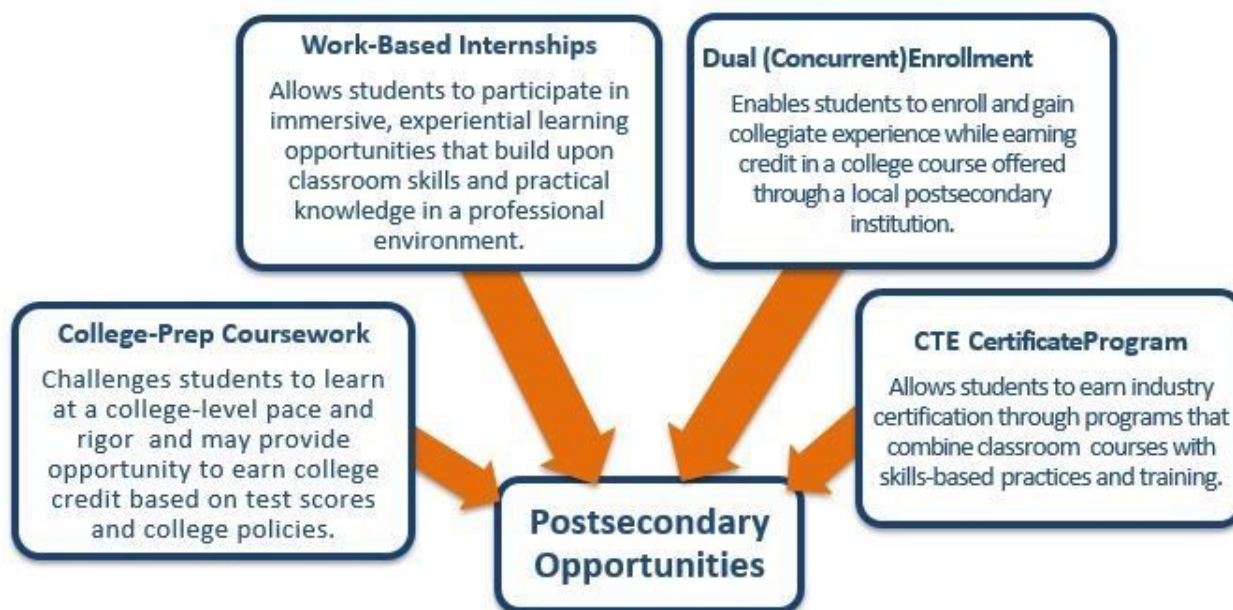 Work-Based Internships
Allows students to participate in
immersive, experiential learning
opportunities that build upon
classroom skills and practical
knowledge in a professional
environment.
Dual (Concurrent)Enrollment
Enables students to enroll and gain
collegiate experience while earning
credit in a college course offered
through a local postsecondary
institution.
College-Prep Coursework
Challenges students to learn
at a college-level pace and
rigor and may provide
opportunity to earn college
credit based on test scores
and college policies.
CTE CertificateProgram
Allows students to earn industry
certification through programs that
combine classroom courses with
skills-based practices and training.
Postsecondary
Opportunities